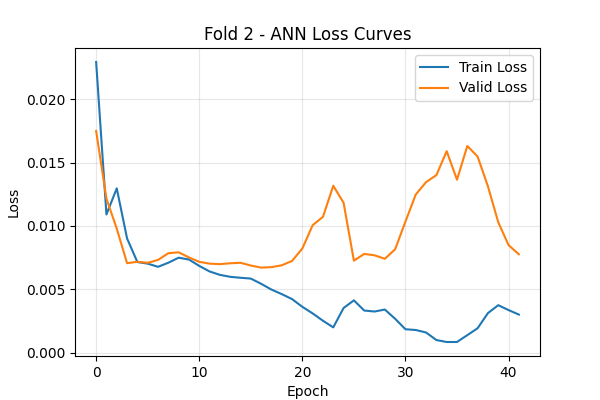 Fold 2 - ANN Loss Curves
Train Loss
Valid Loss
Loss
0.020
0.015
0.010
0.005
0.000
0 10 20 30 40
Epoch